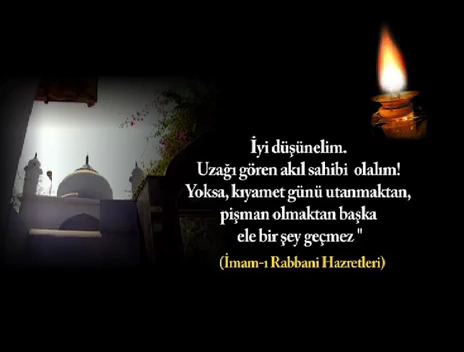 İyi düşünelim.
Uzağı gören akıl sahibi olalım!
Yoksa, kıyamet günü utanmaktan,
pişman olmaktan başka
ele bir şey geçmez "
(İmam-ı Rabbani Hazretleri)